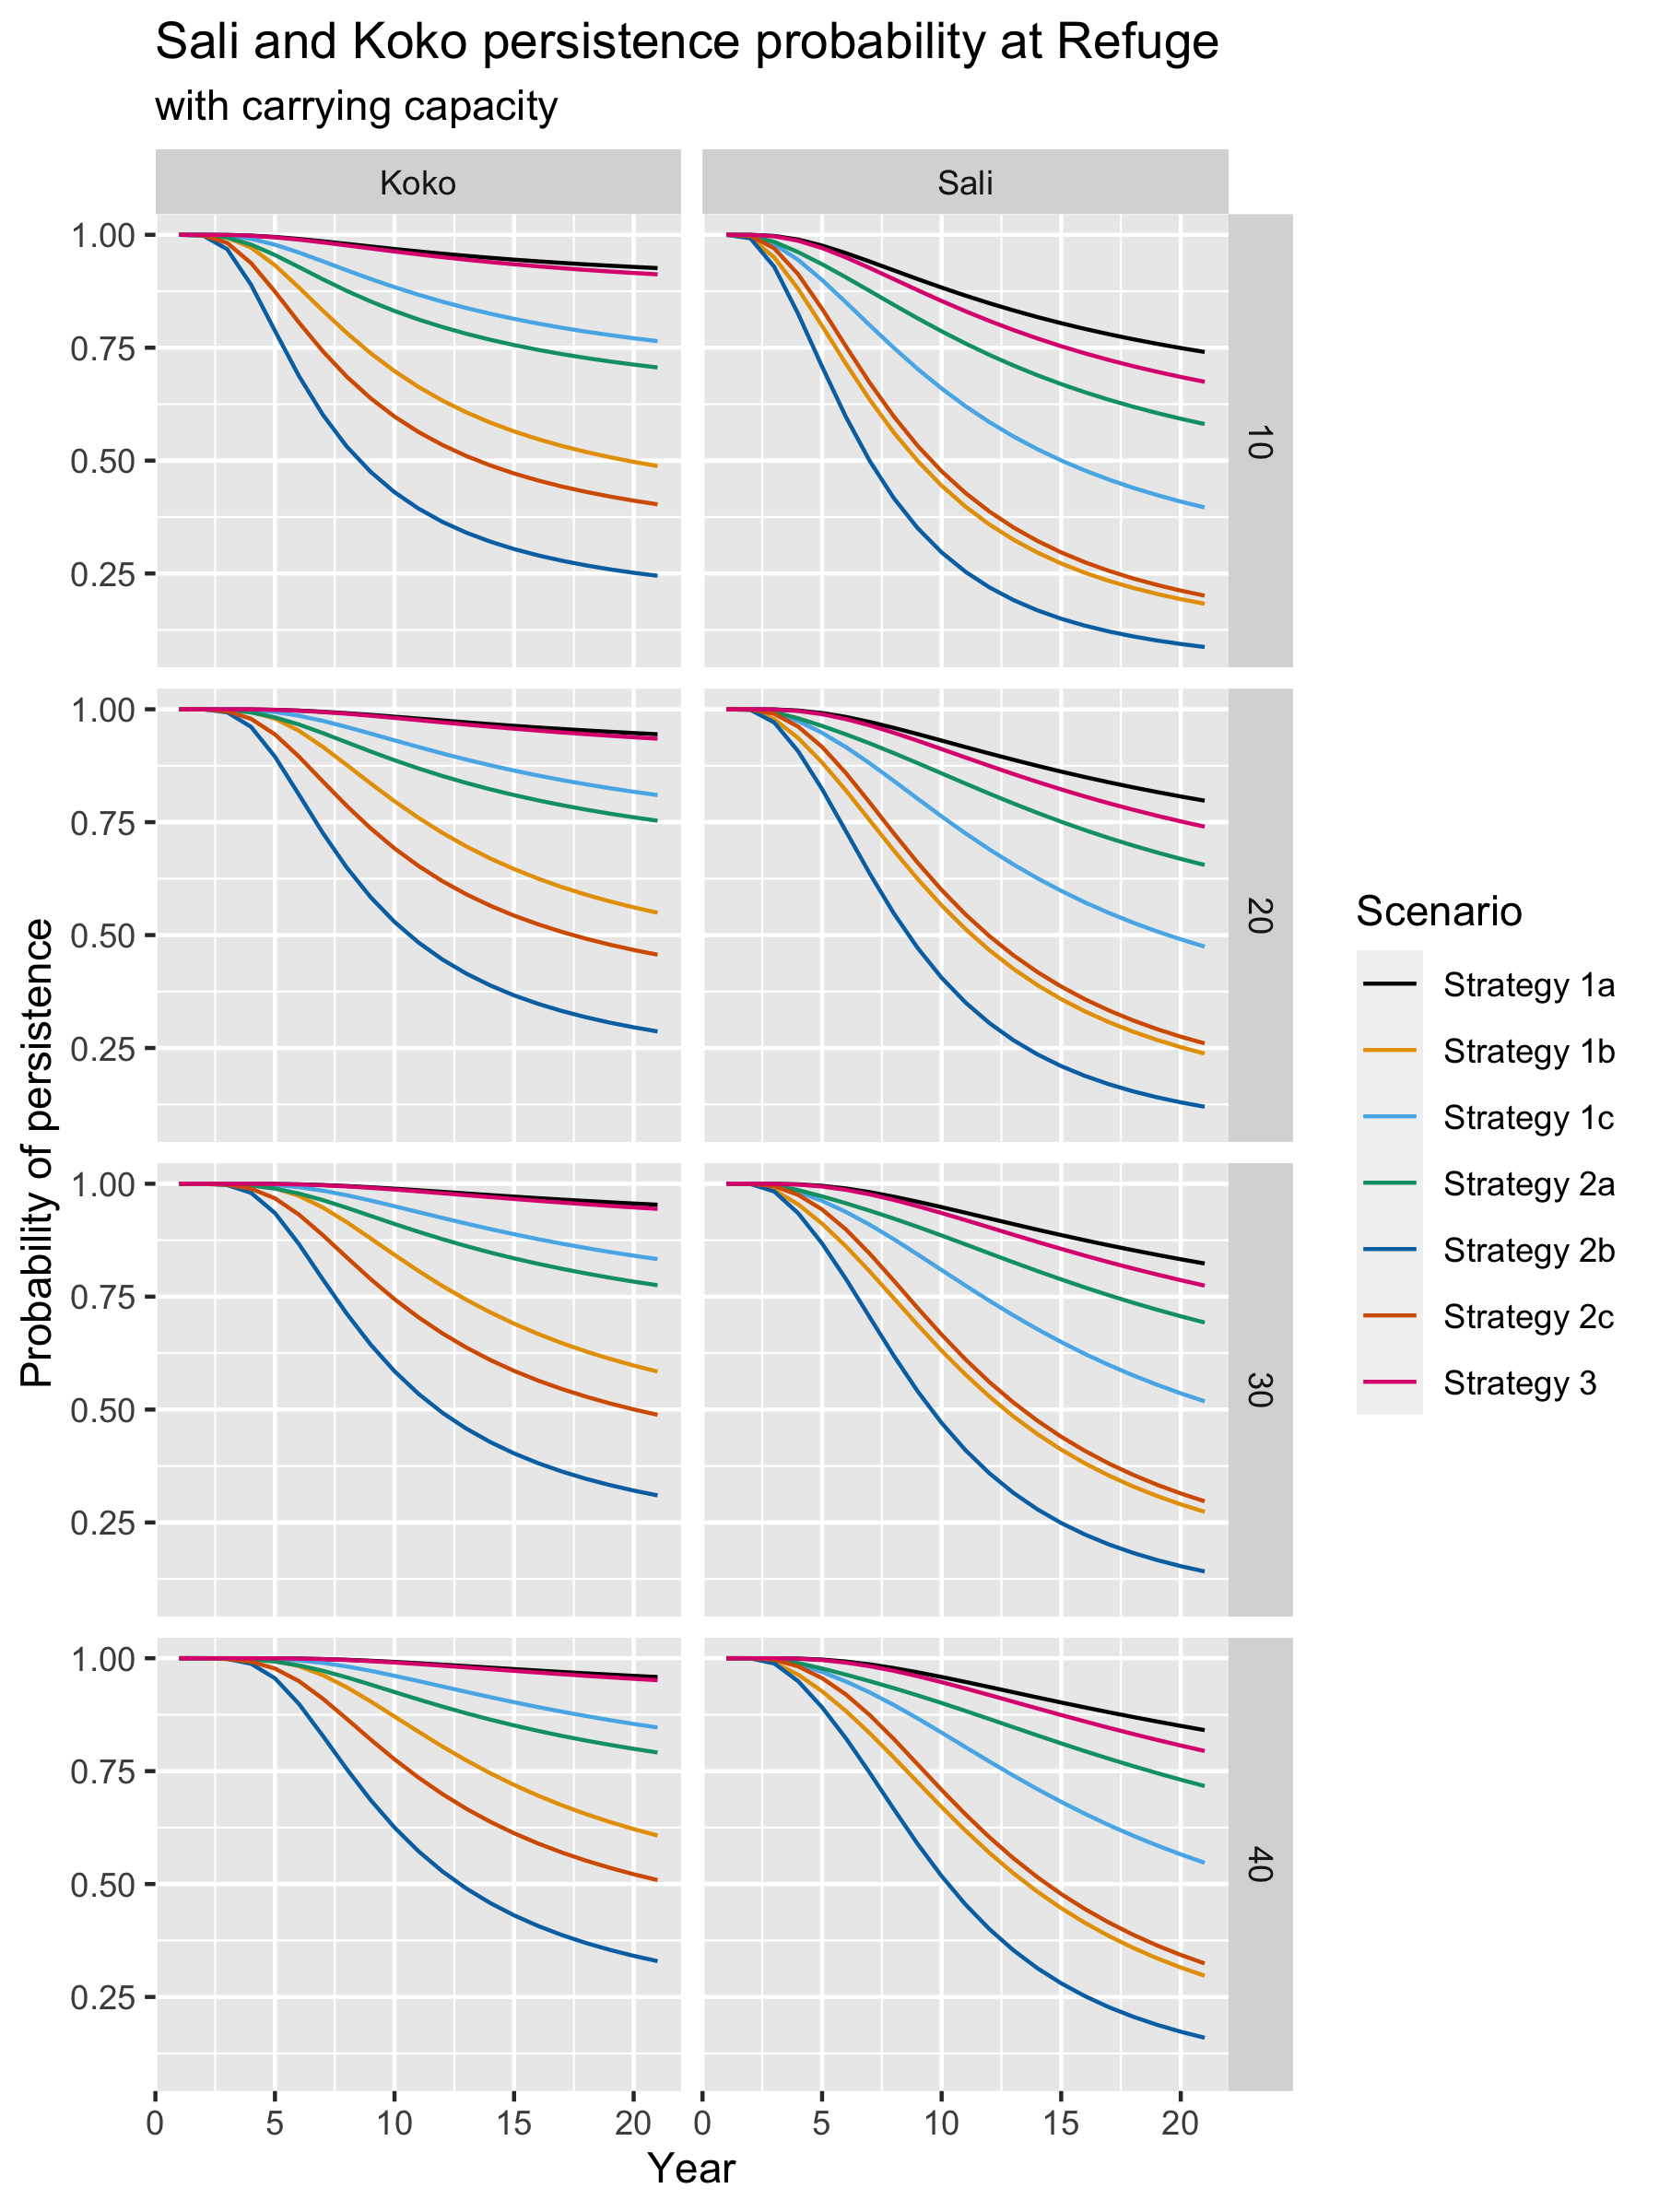 Sali and Koko persistence probability at Refuge
with carrying capacity
Koko
Sali
1.00
0.75
0.50
0.25
10
1.00
0.75
0.50
0.25
20
1.00
0.75
0.50
0.25
30
1.00
0.75
0.50
0.25
40
0 5 10 15 20
0 5 10 15 20
Year
Probability of persistence
Scenario
Strategy 1a
Strategy 1b
Strategy 1c
Strategy 2a
Strategy 2b
Strategy 2c
Strategy 3